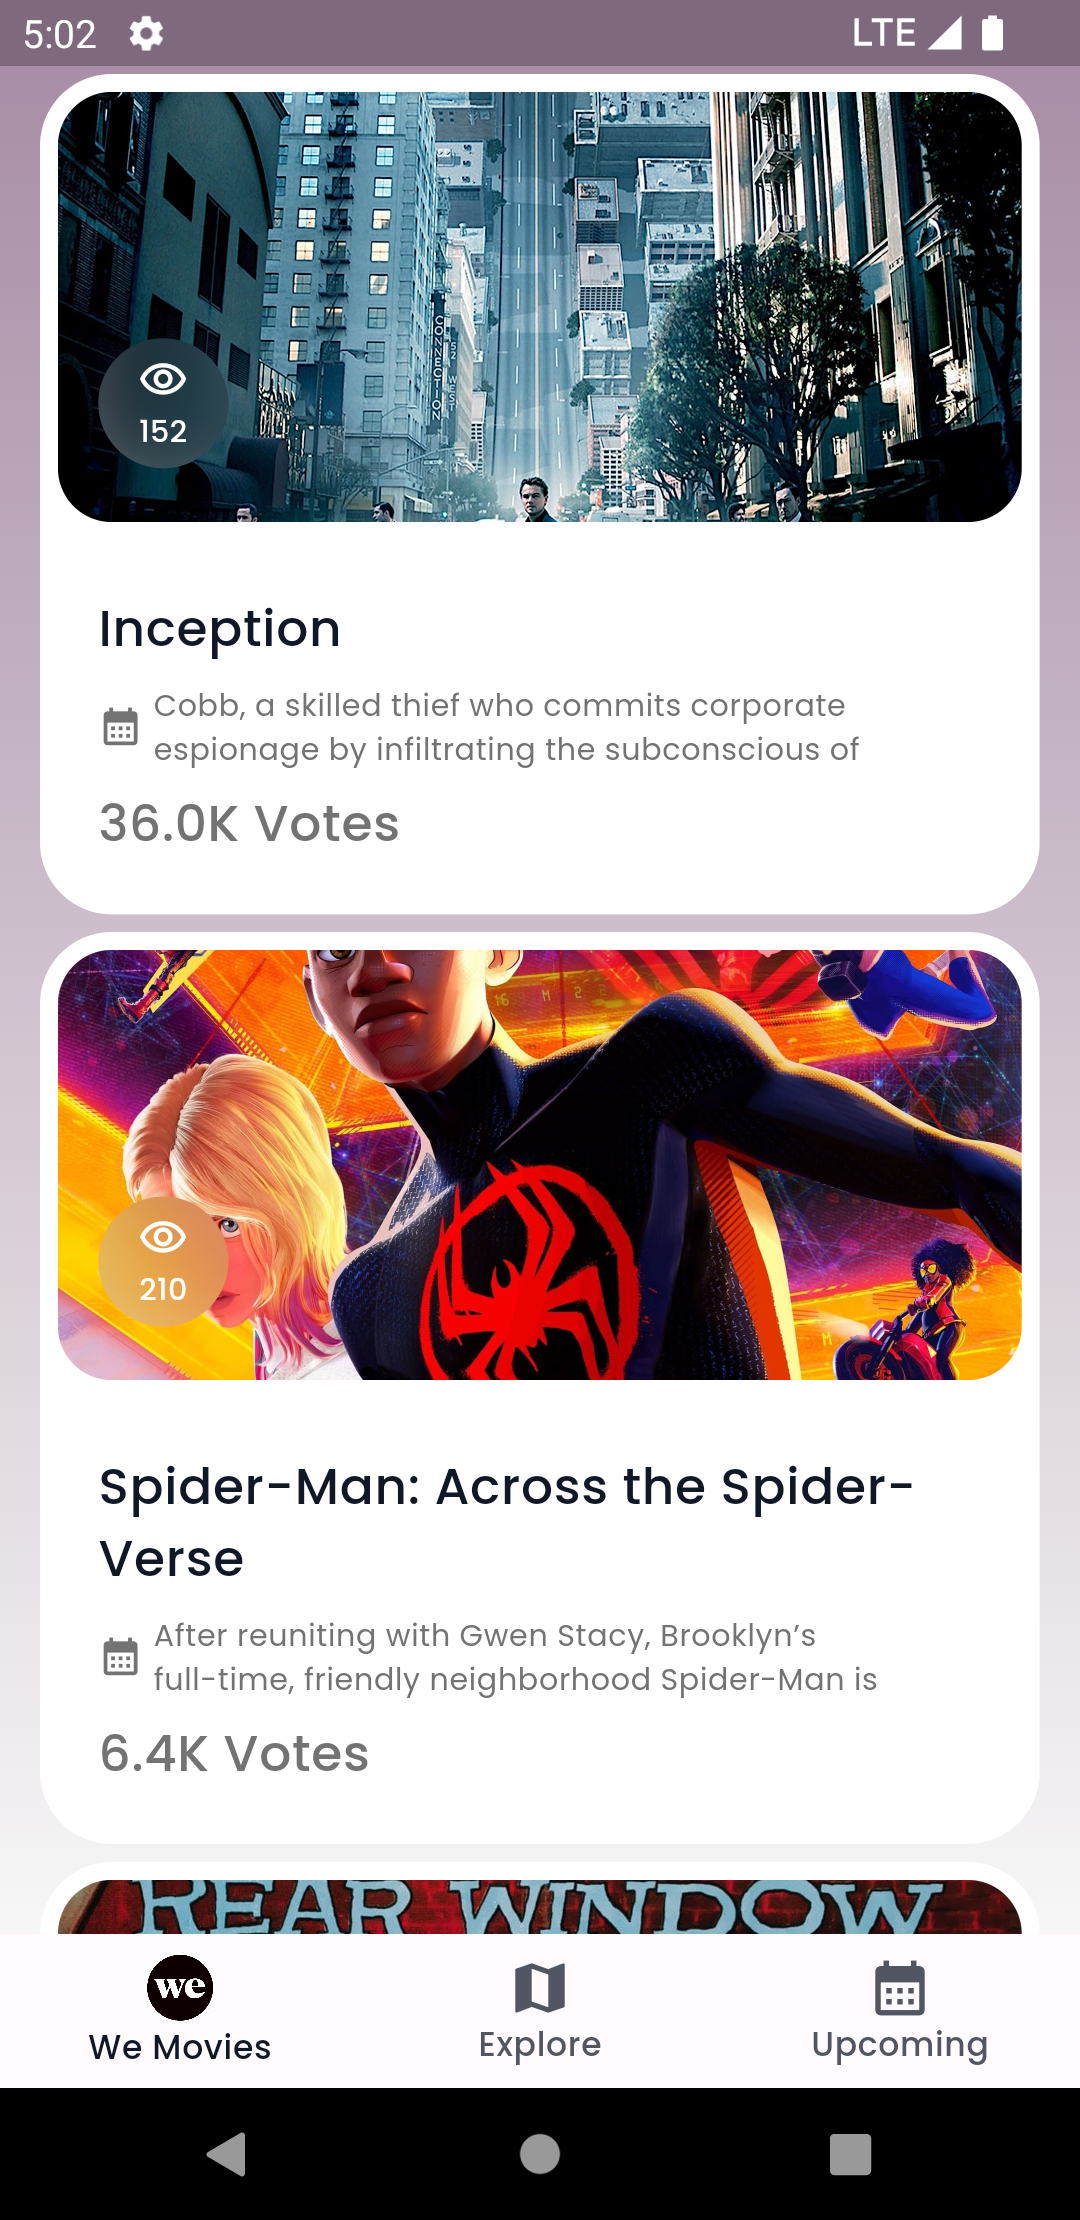 5:02
LTE
CONNECTION
152
Inception
Cobb, a skilled thief who commits corporate
espionage by infiltrating the subconscious of
36.0K Votes
210
Spider-Man: Across the Spider-
Verse
After reuniting with Gwen Stacy, Brooklyn’s
full-time, friendly neighborhood Spider-Man is
6.4K Votes
REAR WINDOW
we
We Movies
Explore
Upcoming